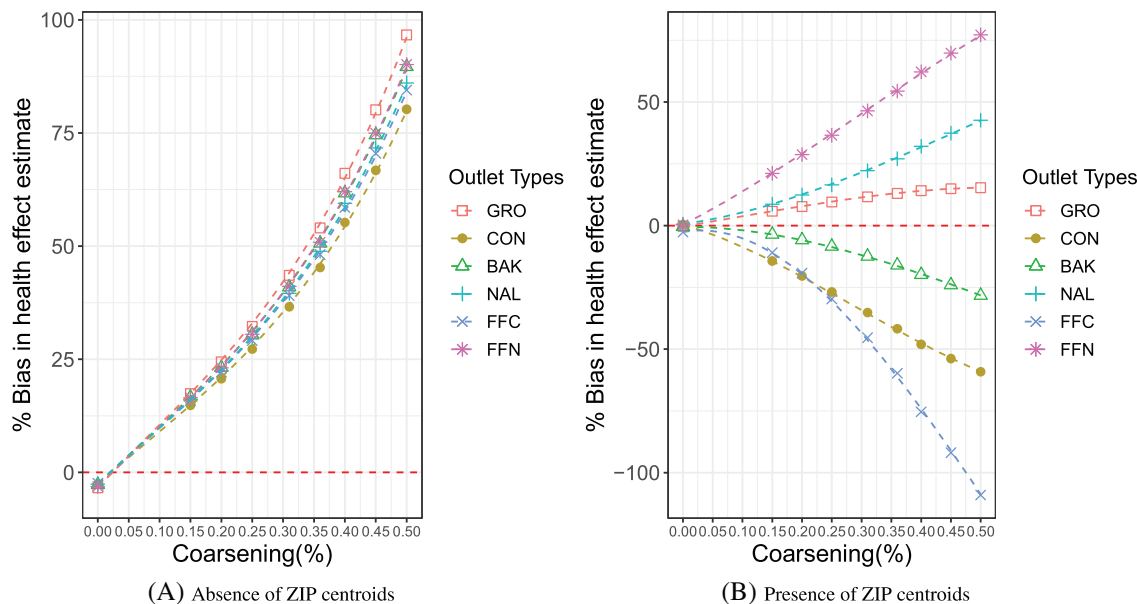 % Bias in health effect estimate
100
75
50
25
0
0.00 0.05 0.10 0.15 0.20 0.25 0.30 0.35 0.40 0.45 0.50
Coarsening(%)
Outlet Types
GRO
CON
BAK
NAL
FFC
FFN
(A) Absence of ZIP centroids
% Bias in health effect estimate
50
0
−50
−100
0.00 0.05 0.10 0.15 0.20 0.25 0.30 0.35 0.40 0.45 0.50
Coarsening(%)
Outlet Types
GRO
CON
BAK
NAL
FFC
FFN
(B) Presence of ZIP centroids